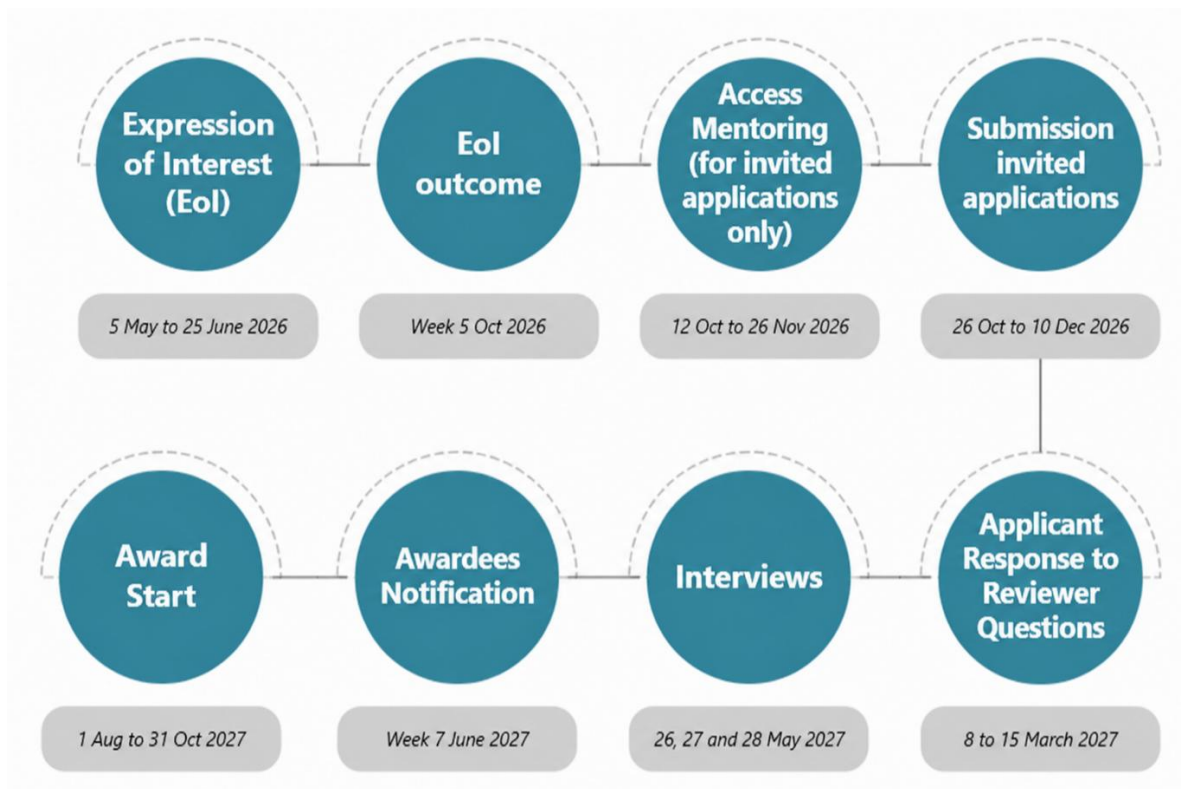 Expression
of Interest
(EoI)
5 May to 25 June 2026
EoI
outcome
Week 5 Oct 2026
Access
Mentoring
(for invited
applications
only)
12 Oct to 26 Nov 2026
Submission
invited
applications
26 Oct to 10 Dec 2026
Applicant
Response to
Reviewer
Questions
8 to 15 March 2027
Interviews
26, 27 and 28 May 2027
Awardees
Notification
Week 7 June 2027
Award
Start
1 Aug to 31 Oct 2027